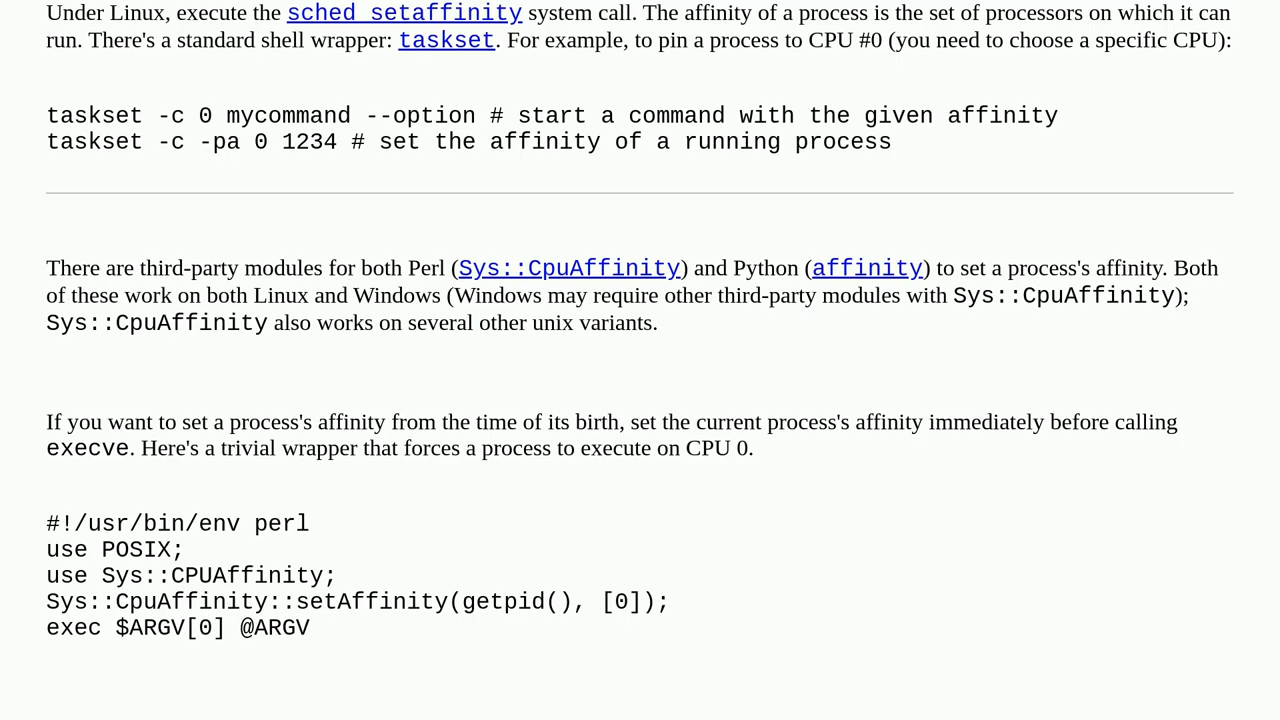 Under Linux, execute the sched_setaffinity system call. The affinity of a process is the set of processors on which it can
run. There's a standard shell wrapper: taskset. For example, to pin a process to CPU #0 (you need to choose a specific CPU):
taskset -c 0 mycommand --option # start a command with the given affinity
taskset -c -pa 0 1234 # set the affinity of a running process
There are third-party modules for both Perl (Sys::CpuAffinity) and Python (affinity) to set a process's affinity. Both
of these work on both Linux and Windows (Windows may require other third-party modules with Sys::CpuAffinity);
Sys::CpuAffinity also works on several other unix variants.
If you want to set a process's affinity from the time of its birth, set the current process's affinity immediately before calling
execve. Here's a trivial wrapper that forces a process to execute on CPU 0.
#!/usr/bin/env perl
use POSIX;
use Sys::CPUAffinity;
Sys::CpuAffinity::setAffinity(getpid(), [0]);
exec $ARGV[0] @ARGV